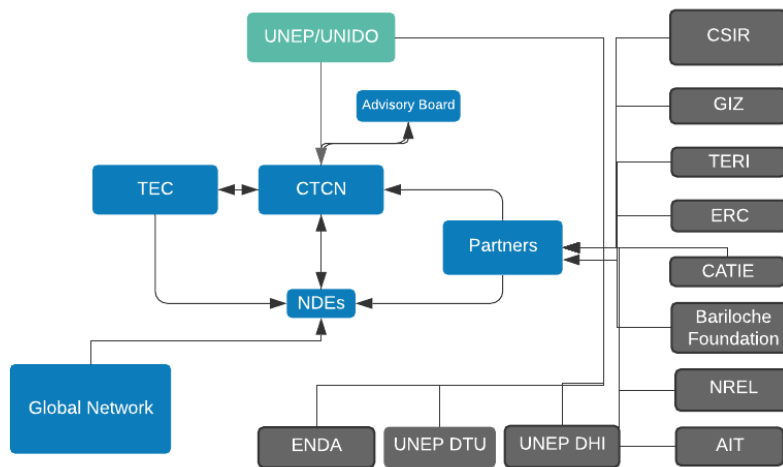 UNEP/UNIDO
CSIR
Advisory Board
GIZ
TERI
TEC
CTCN
ERC
Partners
CATIE
NDEs
Bariloche
Foundation
Global Network
NREL
ENDA
UNEP DTU
UNEP DHI
AIT